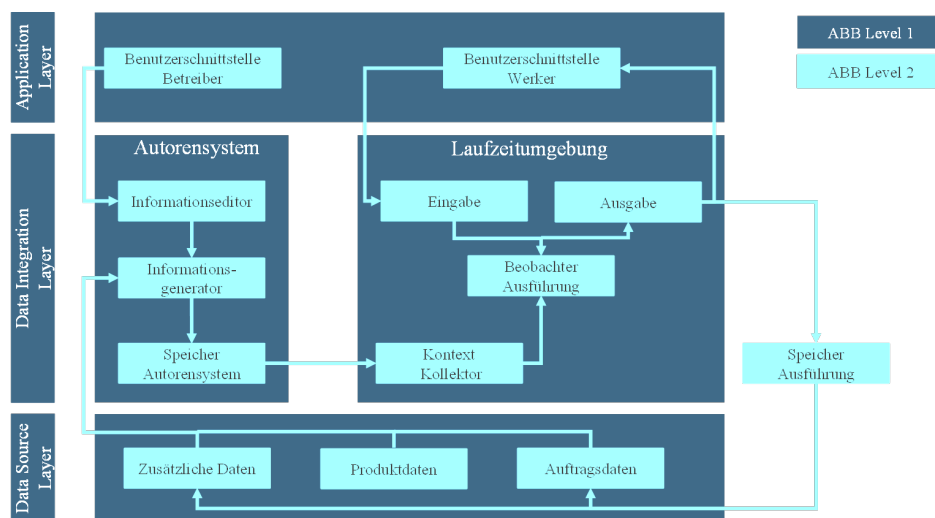 Application
Layer
Benutzerschnittstelle
Betreiber
Benutzerschnittstelle
Werker
ABB Level 1
ABB Level 2
Data Integration
Layer
Autorensystem
Informationseditor
Informations-
generator
Speicher
Autorensystem
Laufzeitumgebung
Eingabe
Ausgabe
Beobachter
Ausführung
Kontext
Kollektor
Speicher
Ausführung
Data Source
Layer
Zusätzliche Daten
Produktdaten
Auftragsdaten